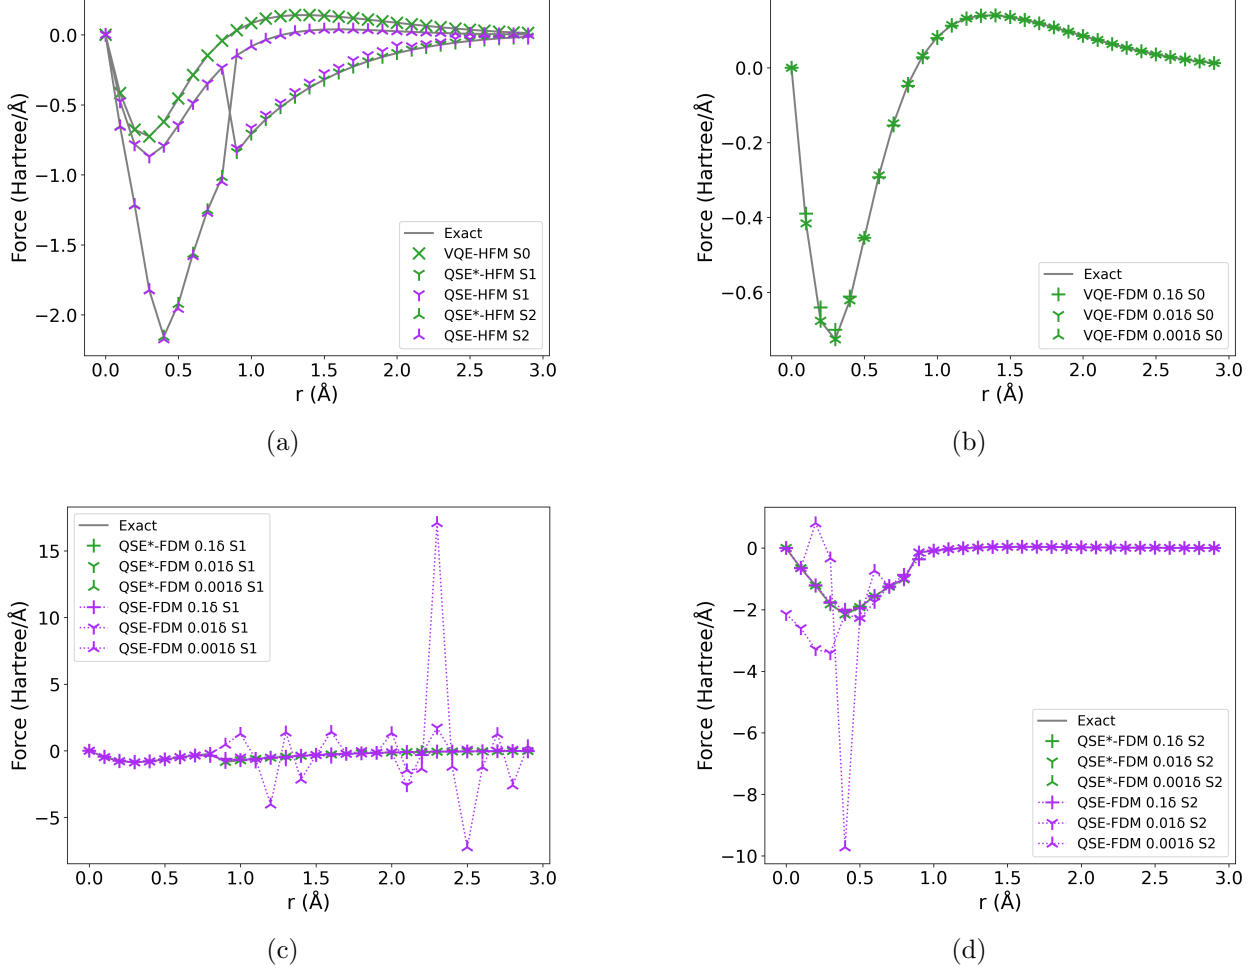 0.0
−0.5
−1.0
−1.5
−2.0
Force (Hartree/Å)
Exact
VQE-HFM S0
QSE*-HFM S1
QSE-HFM S1
QSE*-HFM S2
QSE-HFM S2
0.0 0.5 1.0 1.5 2.0 2.5 3.0
r (Å)
(a)
0.0
−0.2
−0.4
−0.6
Force (Hartree/Å)
Exact
VQE-FDM 0.1δ S0
VQE-FDM 0.01δ S0
VQE-FDM 0.001δ S0
0.0 0.5 1.0 1.5 2.0 2.5 3.0
r (Å)
(b)
15
10
5
0
−5
Force (Hartree/Å)
Exact
QSE*-FDM 0.1δ S1
QSE*-FDM 0.01δ S1
QSE*-FDM 0.001δ S1
QSE-FDM 0.1δ S1
QSE-FDM 0.01δ S1
QSE-FDM 0.001δ S1
0.0 0.5 1.0 1.5 2.0 2.5 3.0
r (Å)
(c)
0
−2
−4
−6
−8
−10
Force (Hartree/Å)
Exact
QSE*-FDM 0.1δ S2
QSE*-FDM 0.01δ S2
QSE*-FDM 0.001δ S2
QSE-FDM 0.1δ S2
QSE-FDM 0.01δ S2
QSE-FDM 0.001δ S2
0.0 0.5 1.0 1.5 2.0 2.5 3.0
r (Å)
(d)